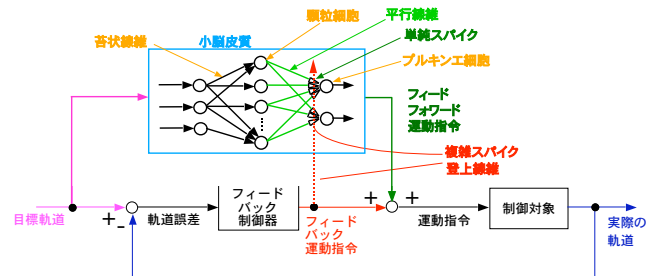 顆粒細胞
平行線維
苔状線維
小脳皮質
単純スパイク
プルキンエ細胞
フィード
フォワード
運動指令
複雑スパイク
登上線維
目標軌道
+
-
軌道誤差
フィード
バック
制御器
フィード
バック
運動指令
+
+
運動指令
制御対象
実際の
軌道